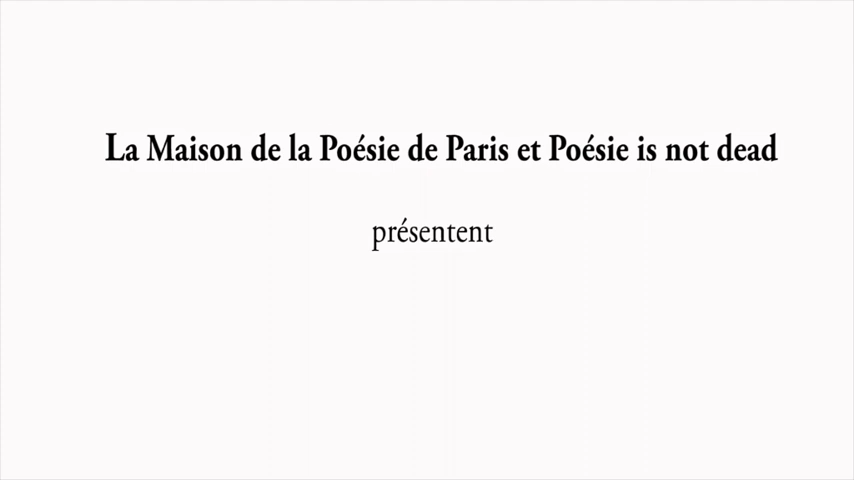 La Maison de la Poésie de Paris et Poésie is not dead
présentent